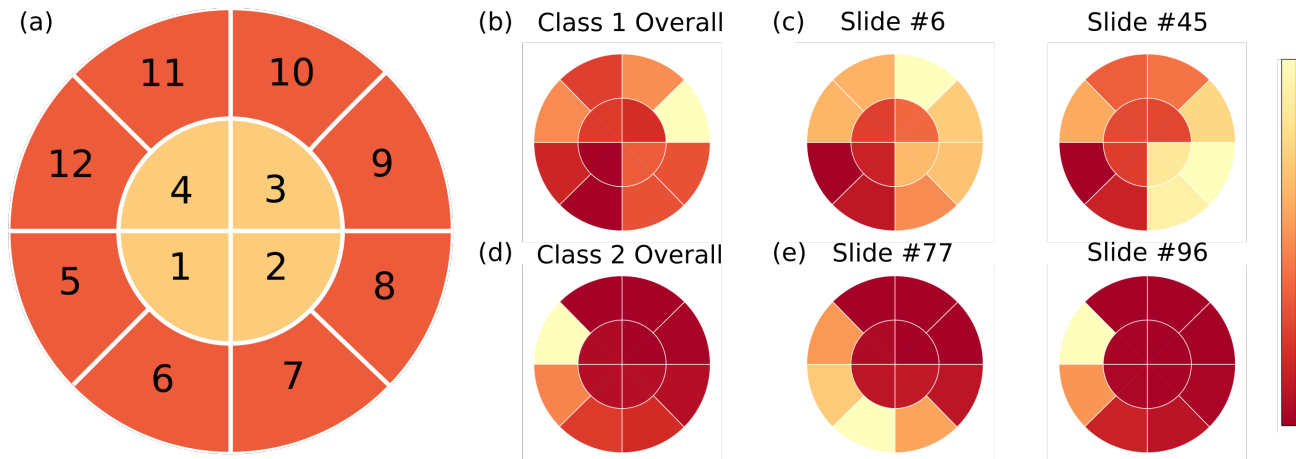 (a)
11
10
12
9
4
3
1
2
5
8
6
7
(b) Class 1 Overall
(c) Slide #6
Slide #45
(d) Class 2 Overall
(e) Slide #77
Slide #96